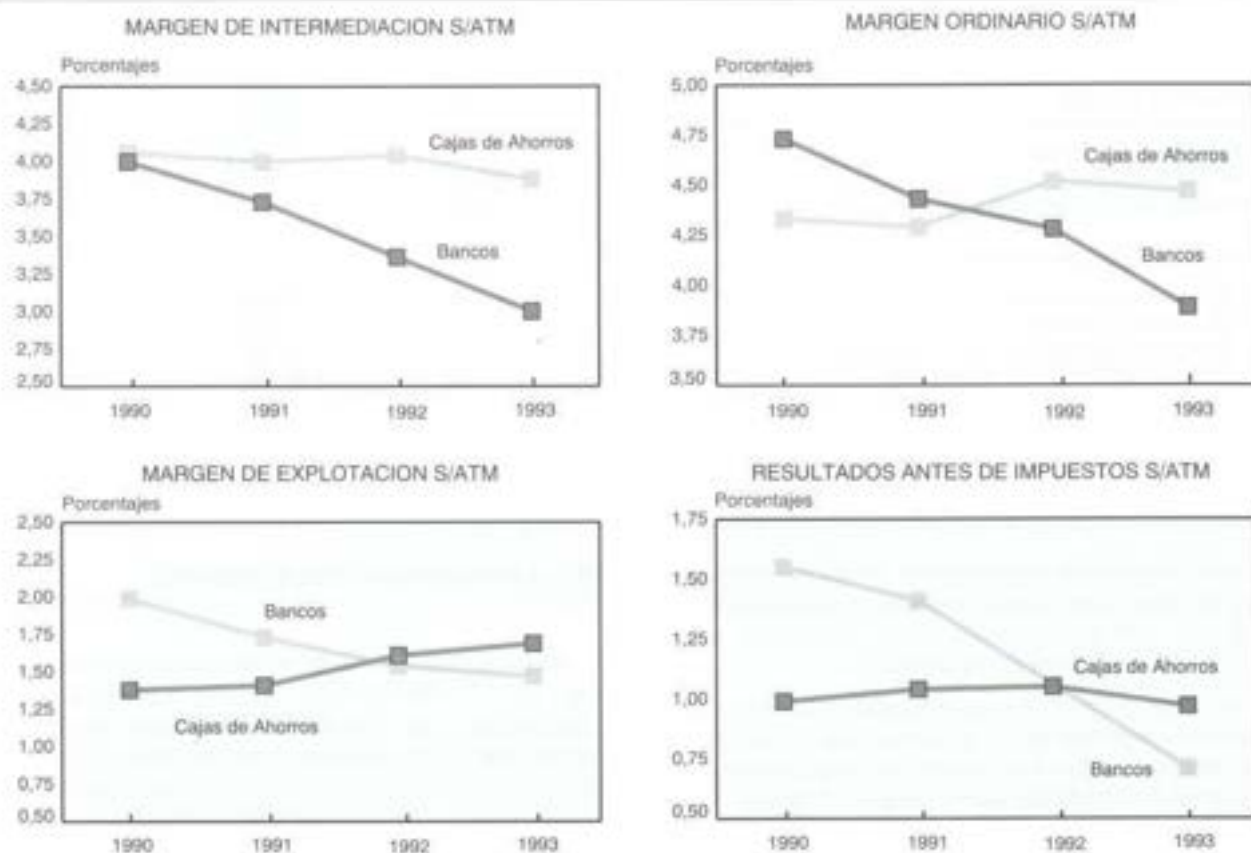 MARGEN DE INTERMEDIACION S/ATM
Porcentajes
4,50
4,25
4,00
3,75
3,50
3,25
3,00
2,75
2,50
Cajas de Ahorros
Bancos
1990 1991 1992 1993
MARGEN ORDINARIO S/ATM
Porcentajes
5,00
4,75
4,50
4,25
4,00
3,75
3,50
Cajas de Ahorros
Bancos
1990 1991 1992 1993
MARGEN DE EXPLOTACION S/ATM
Porcentajes
2,50
2,25
2,00
1,75
1,50
1,25
1,00
0,75
0,50
Bancos
Cajas de Ahorros
1990 1991 1992 1993
RESULTADOS ANTES DE IMPUESTOS S/ATM
Porcentajes
1,75
1,50
1,25
1,00
0,75
0,50
Cajas de Ahorros
Bancos
1990 1991 1992 1993